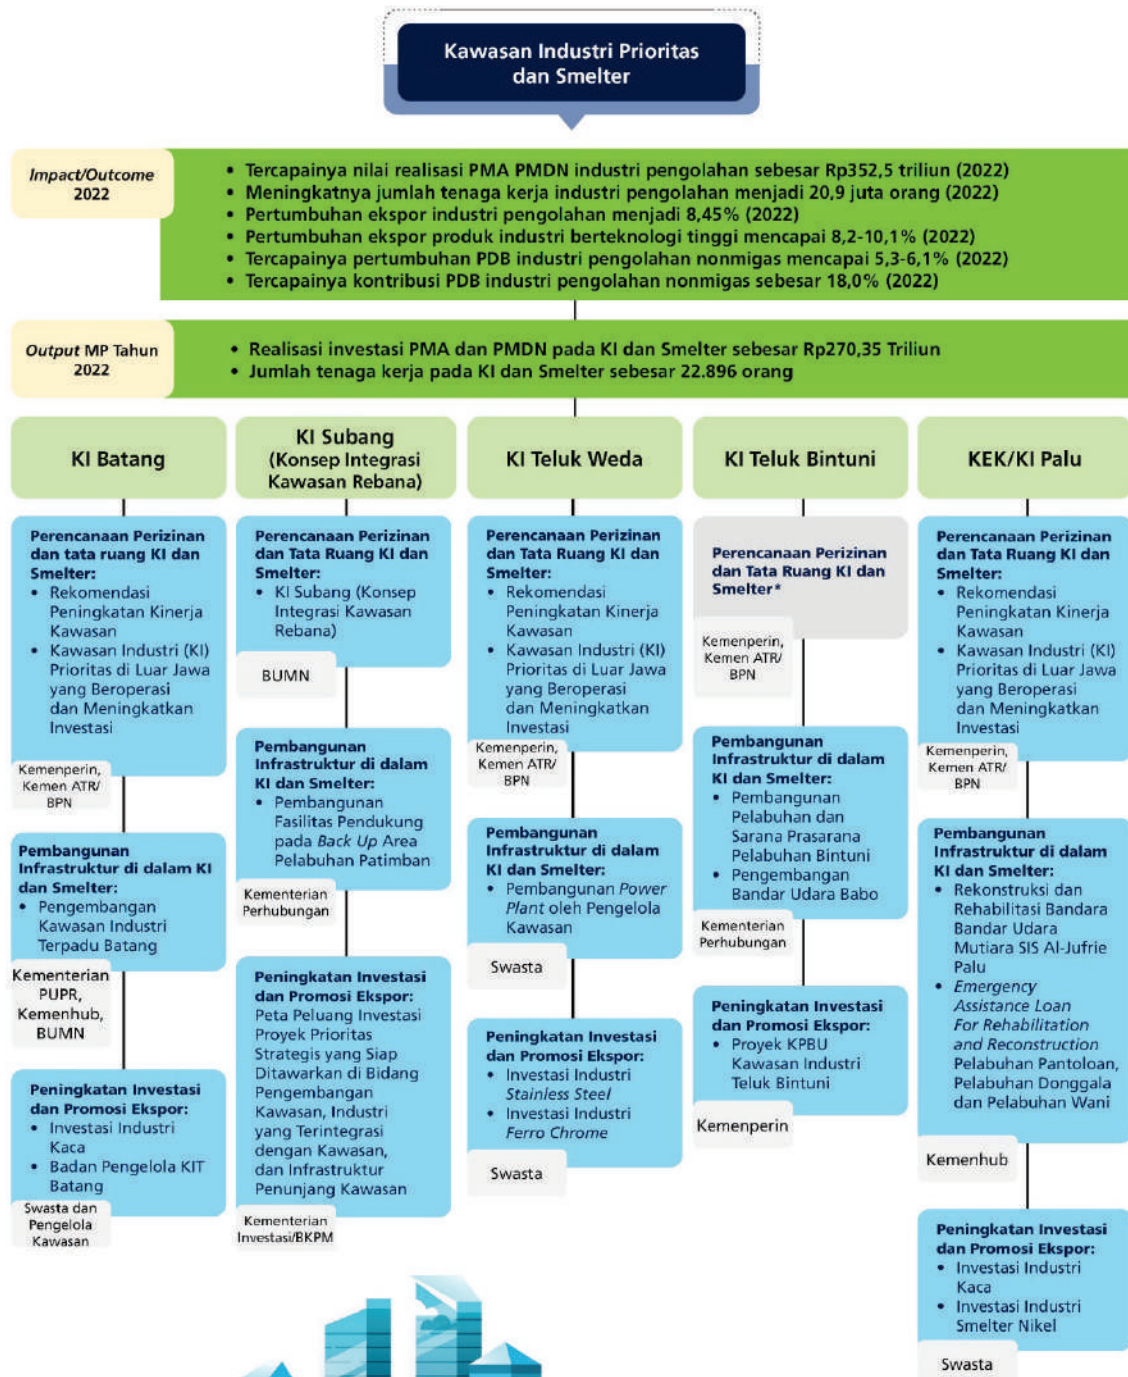 Kawasan Industri Prioritas
dan Smelter
Impact/Outcome
2022
• Tercapainya nilai realisasi PMA PMDN industri pengolahan sebesar Rp352,5 triliun (2022)
• Meningkatnya jumlah tenaga kerja industri pengolahan menjadi 20,9 juta orang (2022)
• Pertumbuhan ekspor industri pengolahan menjadi 8,45% (2022)
• Pertumbuhan ekspor produk industri berteknologi tinggi mencapai 8,2-10,1% (2022)
• Tercapainya pertumbuhan PDB industri pengolahan nonmigas mencapai 5,3-6,1% (2022)
• Tercapainya kontribusi PDB industri pengolahan nonmigas sebesar 18,0% (2022)
Output MP Tahun
2022
• Realisasi investasi PMA dan PMDN pada KI dan Smelter sebesar Rp270,35 Triliun
• Jumlah tenaga kerja pada KI dan Smelter sebesar 22.896 orang
KI Batang
Perencanaan Perizinan
dan tata ruang KI dan
Smelter:
• Rekomendasi
Peningkatan Kinerja
Kawasan
• Kawasan Industri (KI)
Prioritas di Luar Jawa
yang Beroperasi
dan Meningkatkan
Investasi
Kemenperin,
Kemen ATR/
BPN
Pembangunan
Infrastruktur di dalam KI
dan Smelter:
• Pengembangan
Kawasan Industri
Terpadu Batang
Kementerian
PUPR,
Kemenhub,
BUMN
Peningkatan Investasi
dan Promosi Ekspor:
• Investasi Industri
Kaca
• Badan Pengelola KIT
Batang
Swasta dan
Pengelola
Kawasan
KI Subang
(Konsep Integrasi
Kawasan Rebana)
Perencanaan Perizinan
dan Tata Ruang KI dan
Smelter:
• KI Subang (Konsep
Integrasi Kawasan
Rebana)
BUMN
Pembangunan
Infrastruktur di dalam
KI dan Smelter:
• Pembangunan
Fasilitas Pendukung
pada Back Up Area
Pelabuhan Patimban
Kementerian
Perhubungan
Peningkatan Investasi
dan Promosi Ekspor:
Peta Peluang Investasi
Proyek Prioritas
Strategis yang Siap
Ditawarkan di Bidang
Pengembangan
Kawasan, Industri
yang Terintegrasi
dengan Kawasan,
dan Infrastruktur
Penunjang Kawasan
Kementerian
Investasi/BKPM
KI Teluk Weda
Perencanaan Perizinan
dan Tata Ruang KI dan
Smelter:
• Rekomendasi
Peningkatan Kinerja
Kawasan
• Kawasan Industri (KI)
Prioritas di Luar Jawa
yang Beroperasi
dan Meningkatkan
Investasi
Kemenperin,
Kemen ATR/
BPN
Pembangunan
Infrastruktur di dalam
KI dan Smelter:
• Pembangunan Power
Plant oleh Pengelola
Kawasan
Swasta
Peningkatan Investasi
dan Promosi Ekspor:
• Investasi Industri
Stainless Steel
• Investasi Industri
Ferro Chrome
Swasta
KI Teluk Bintuni
Perencanaan Perizinan
dan Tata Ruang KI dan
Smelter*
Kemenperin,
Kemen ATR/
BPN
Pembangunan
Infrastruktur di dalam
KI dan Smelter:
• Pembangunan
Pelabuhan dan
Sarana Prasarana
Pelabuhan Bintuni
• Pengembangan
Bandar Udara Babo
Kementerian
Perhubungan
Peningkatan Investasi
dan Promosi Ekspor:
• Proyek KPBU
Kawasan Industri
Teluk Bintuni
Kemenperin
KEK/KI Palu
Perencanaan Perizinan
dan Tata Ruang KI dan
Smelter:
• Rekomendasi
Peningkatan Kinerja
Kawasan
• Kawasan Industri (KI)
Prioritas di Luar Jawa
yang Beroperasi
dan Meningkatkan
Investasi
Kemenperin,
Kemen ATR/
BPN
Pembangunan
Infrastruktur di dalam
KI dan Smelter:
• Rekonstruksi dan
Rehabilitasi Bandara
Bandar Udara
Mutiara SIS Al-Jufrie
Palu
• Emergency
Assistance Loan
For Rehabilitation
and Reconstruction
Pelabuhan Pantoloan,
Pelabuhan Donggala
dan Pelabuhan Wani
Kemenhub
Peningkatan Investasi
dan Promosi Ekspor:
• Investasi Industri
Kaca
• Investasi Industri
Smelter Nikel
Swasta